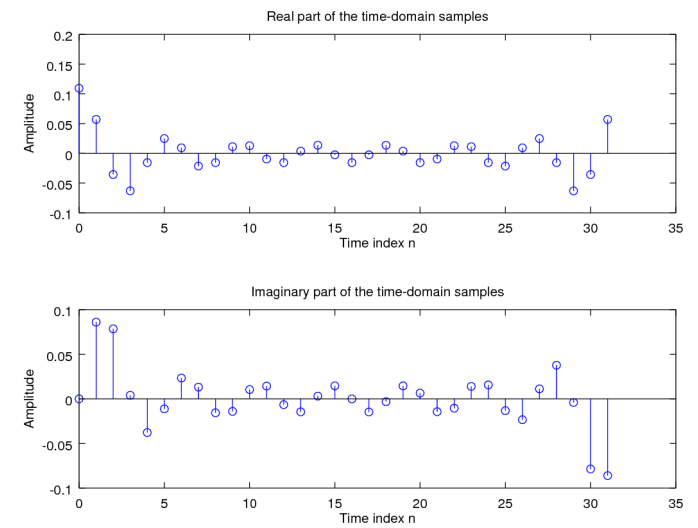 Real part of the time-domain samples
0.2
0.15
0.1
0.05
0
-0.05
-0.1
Amplitude
0 5 10 15 20 25 30 35
Time index n
Imaginary part of the time-domain samples
0.1
0.05
0
-0.05
-0.1
Amplitude
0 5 10 15 20 25 30 35
Time index n